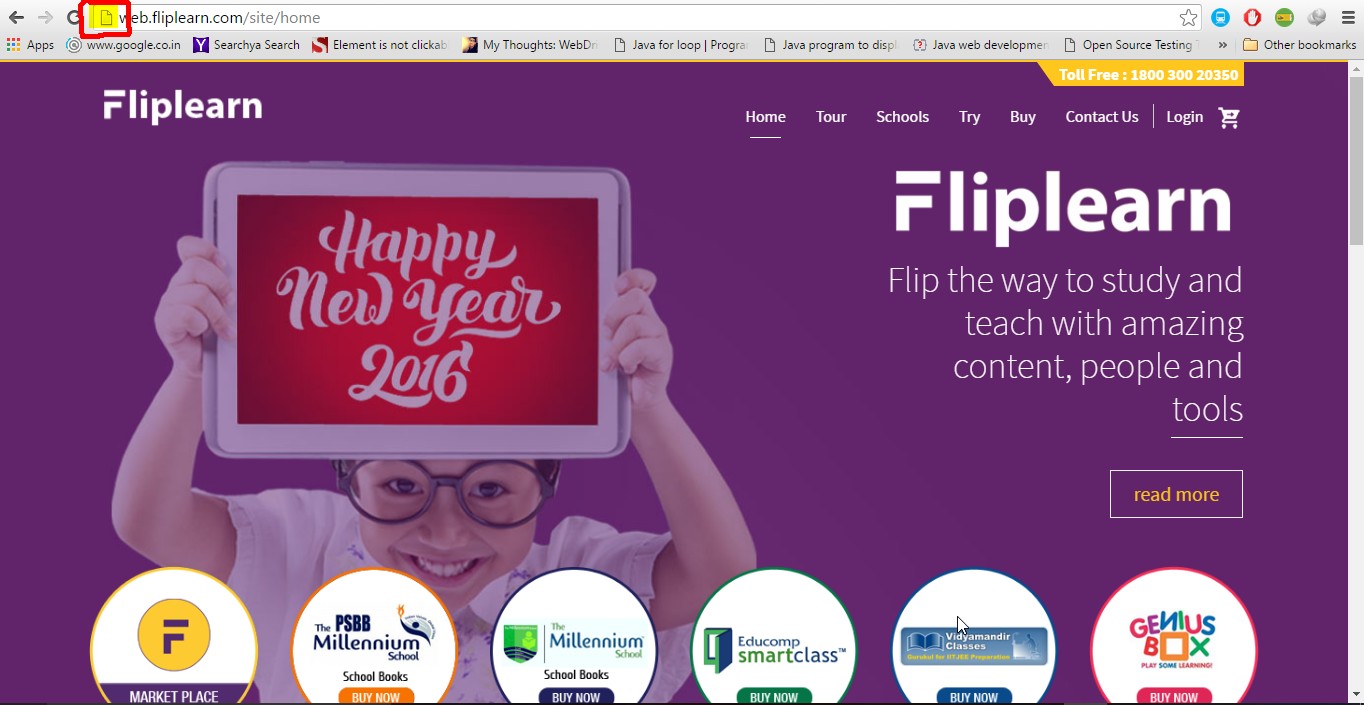 web.fliplearn.com/site/home
Apps
www.google.co.in
Searchya Search
Element is not clickab
My Thoughts: WebDri
Java for loop | Progra
Java program to displ
Java web developmen
Open Source Testing T
»
Other bookmarks
Toll Free : 1800 300 20350
Fliplearn
Home
Tour
Schools
Try
Buy
Contact Us
Login
Happy
New Year
2016
Fliplearn
Flip the way to study and
teach with amazing
content, people and
tools
read more
F
MARKET PLACE
The PSBB
Millennium
School
School Books
BUY NOW
The
Millennium
School
School Books
BUY NOW
Educomp
smartclass™
BUY NOW
Vidyamandir
Classes
Gurukul for IIT-JEE Preparation
BUY NOW
GENIUS
BOX
PLAY SOME LEARNING!
BUY NOW